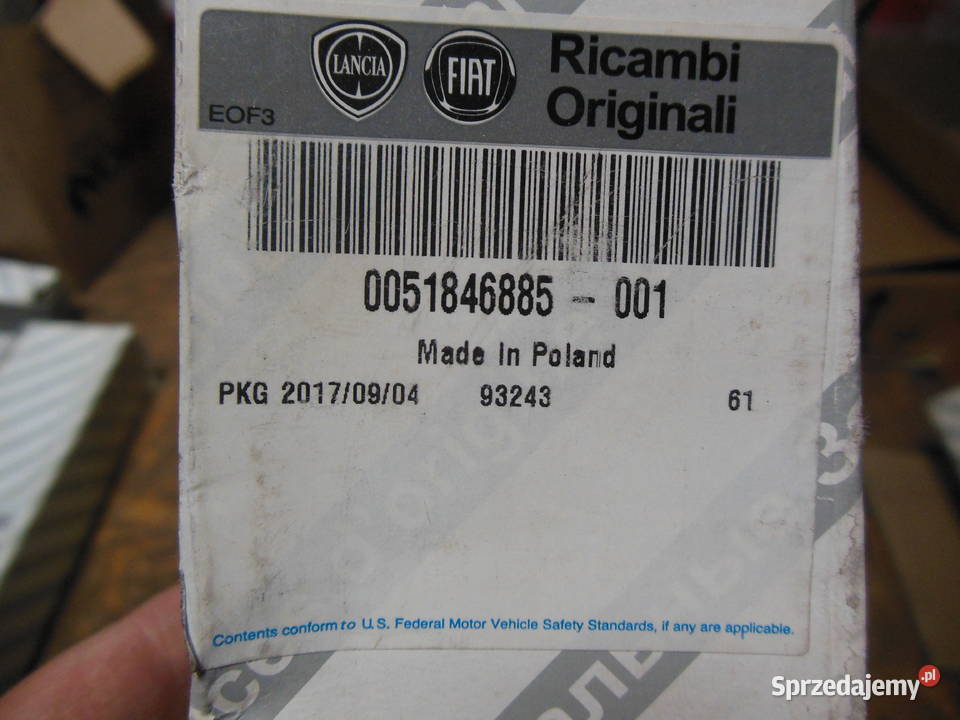 LANCIA
FIAT
Ricambi
Originali
EOF3
0051846885 - 001
Made In Poland
PKG 2017/09/04 93243 61
Contents conform to U.S. Federal Motor Vehicle Safety Standards, if any are applicable.
Sprzedajemy.pl